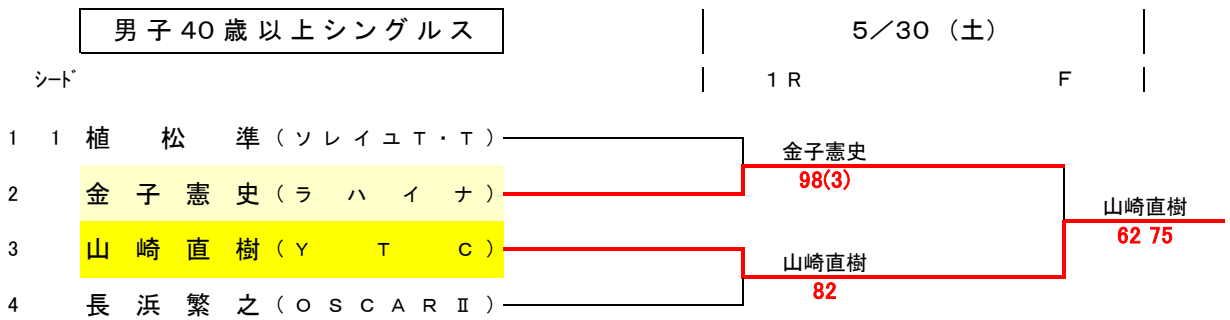 男子40歳以上シングルス 5／30（土）
シード 1R F
1 1 植松準（ソレイユT・T）
金子憲史
98(3)
2 金子憲史（ラハイナ）
山崎直樹
62 75
3 山崎直樹（YTC）
山崎直樹
82
4 長浜繁之（OSCARⅡ）